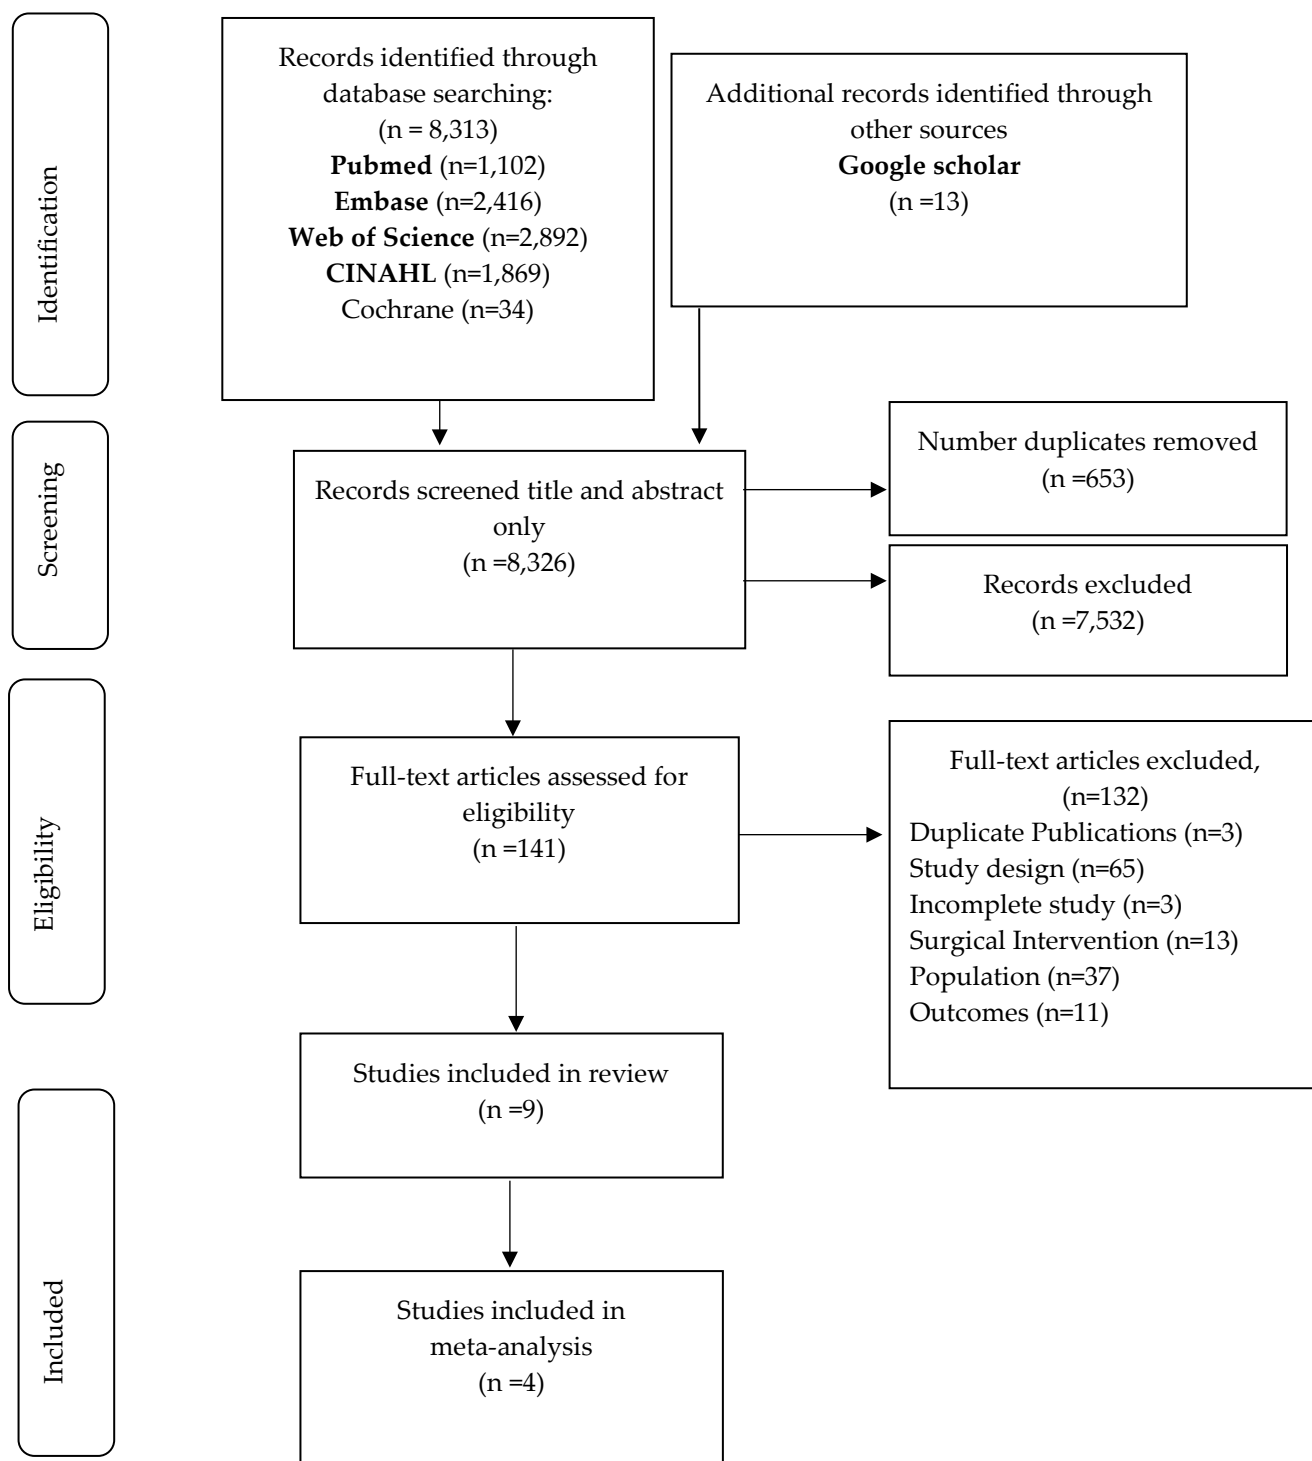 Identification
Records identified through
database searching:
(n = 8,313)
Pubmed (n=1,102)
Embase (n=2,416)
Web of Science (n=2,892)
CINAHL (n=1,869)
Cochrane (n=34)
Additional records identified through
other sources
Google scholar
(n =13)
Screening
Records screened title and abstract
only
(n =8,326)
Number duplicates removed
(n =653)
Records excluded
(n =7,532)
Eligibility
Full-text articles assessed for
eligibility
(n =141)
Full-text articles excluded,
(n=132)
Duplicate Publications (n=3)
Study design (n=65)
Incomplete study (n=3)
Surgical Intervention (n=13)
Population (n=37)
Outcomes (n=11)
Included
Studies included in review
(n =9)
Studies included in
meta-analysis
(n =4)